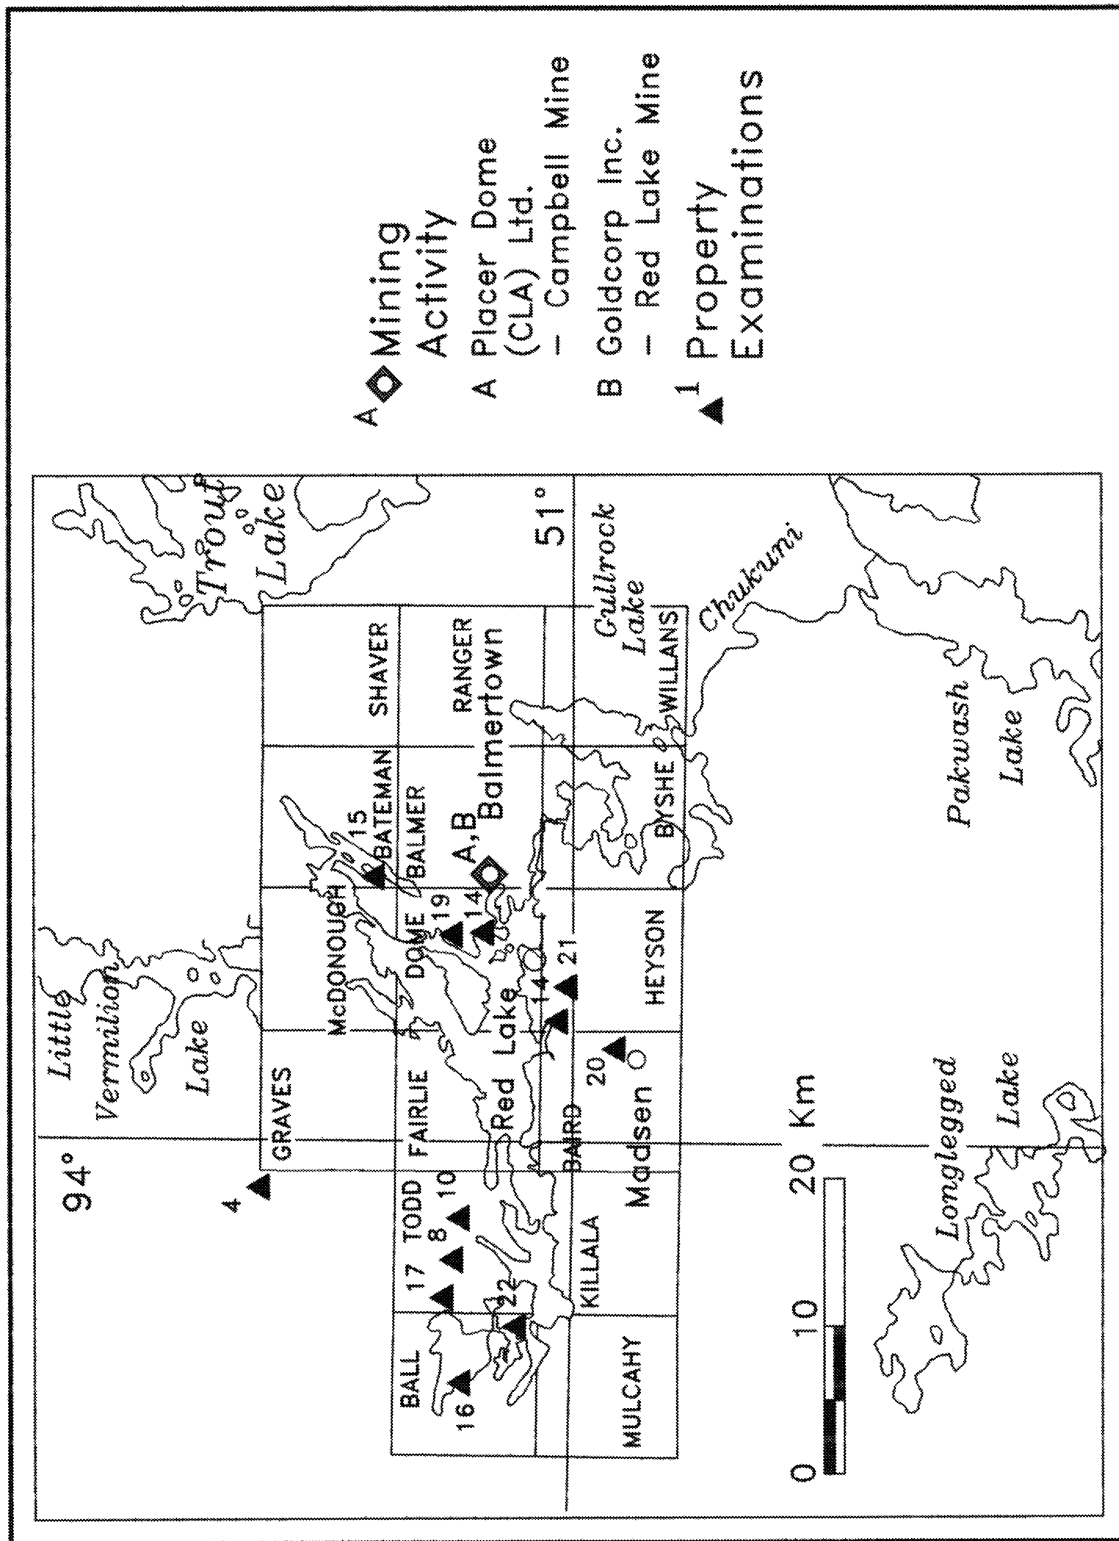 94°
4
Little
Vermilion
Lake
Trout
Lake
GRAVES
McDONOUGH
15
BATEMAN
SHAVER
BALL
17
TODD
8
10
FAIRLIE
DOME
19
14
BALMER
A,B
Balmertown
RANGER
16
22
Red Lake
14
21
51°
MULCAHY
KILLALA
BAIRD
20
Madsen
HEYSON
BYSHE
WILLANS
Gullrock
Lake
Chukuni
0 10 20 Km
Longlegged
Lake
Pakwash
Lake
A Mining
Activity
A Placer Dome
(CLA) Ltd.
– Campbell Mine
B Goldcorp Inc.
– Red Lake Mine
1 Property
Examinations